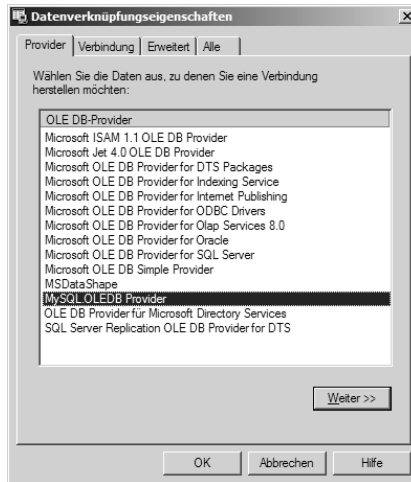 Datenverknüpfungseigenschaften
Provider Verbindung Erweitert Alle
Wählen Sie die Daten aus, zu denen Sie eine Verbindung
herstellen möchten:
OLE DB-Provider
Microsoft ISAM 1.1 OLE DB Provider
Microsoft Jet 4.0 OLE DB Provider
Microsoft OLE DB Provider for DTS Packages
Microsoft OLE DB Provider for Indexing Service
Microsoft OLE DB Provider for Internet Publishing
Microsoft OLE DB Provider for ODBC Drivers
Microsoft OLE DB Provider for Olap Services 8.0
Microsoft OLE DB Provider for Oracle
Microsoft OLE DB Provider for SQL Server
Microsoft OLE DB Simple Provider
MSDataShape
MySQL OLEDB Provider
OLE DB Provider für Microsoft Directory Services
SQL Server Replication OLE DB Provider for DTS
Weiter >>
OK Abbrechen Hilfe